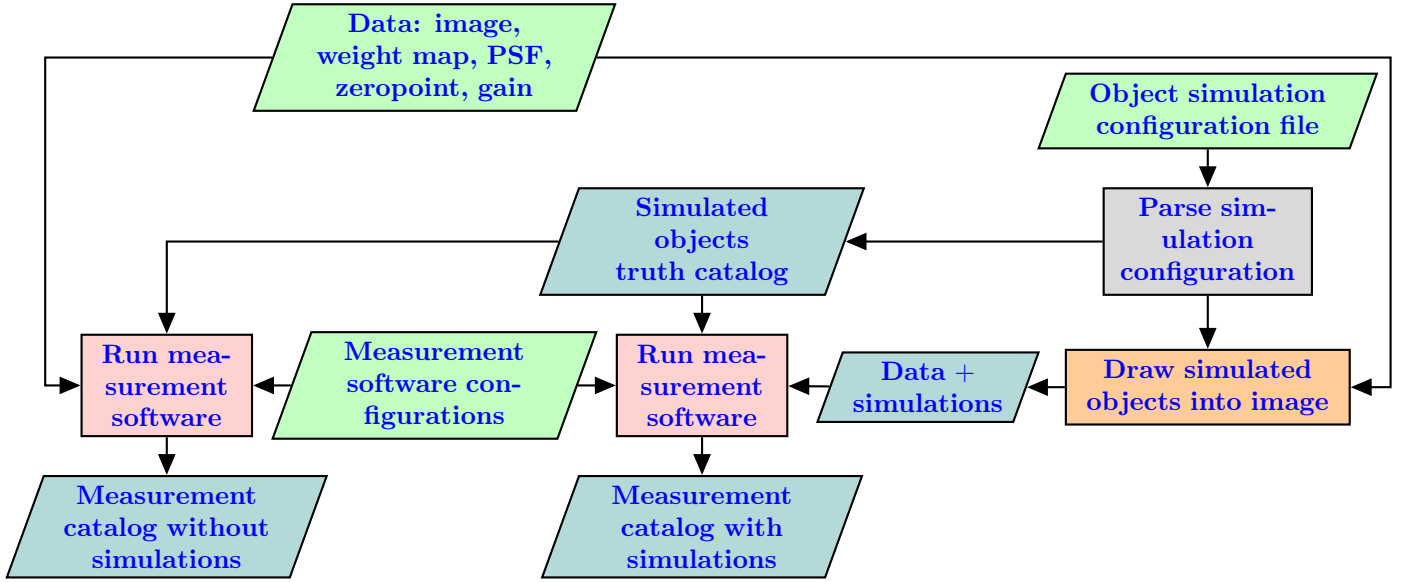 Data: image,
weight map, PSF,
zeropoint, gain
Object simulation
configuration file
Simulated
objects
truth catalog
Parse sim-
ulation
configuration
Run mea-
surement
software
Measurement
software con-
figurations
Run mea-
surement
software
Data +
simulations
Draw simulated
objects into image
Measurement
catalog without
simulations
Measurement
catalog with
simulations